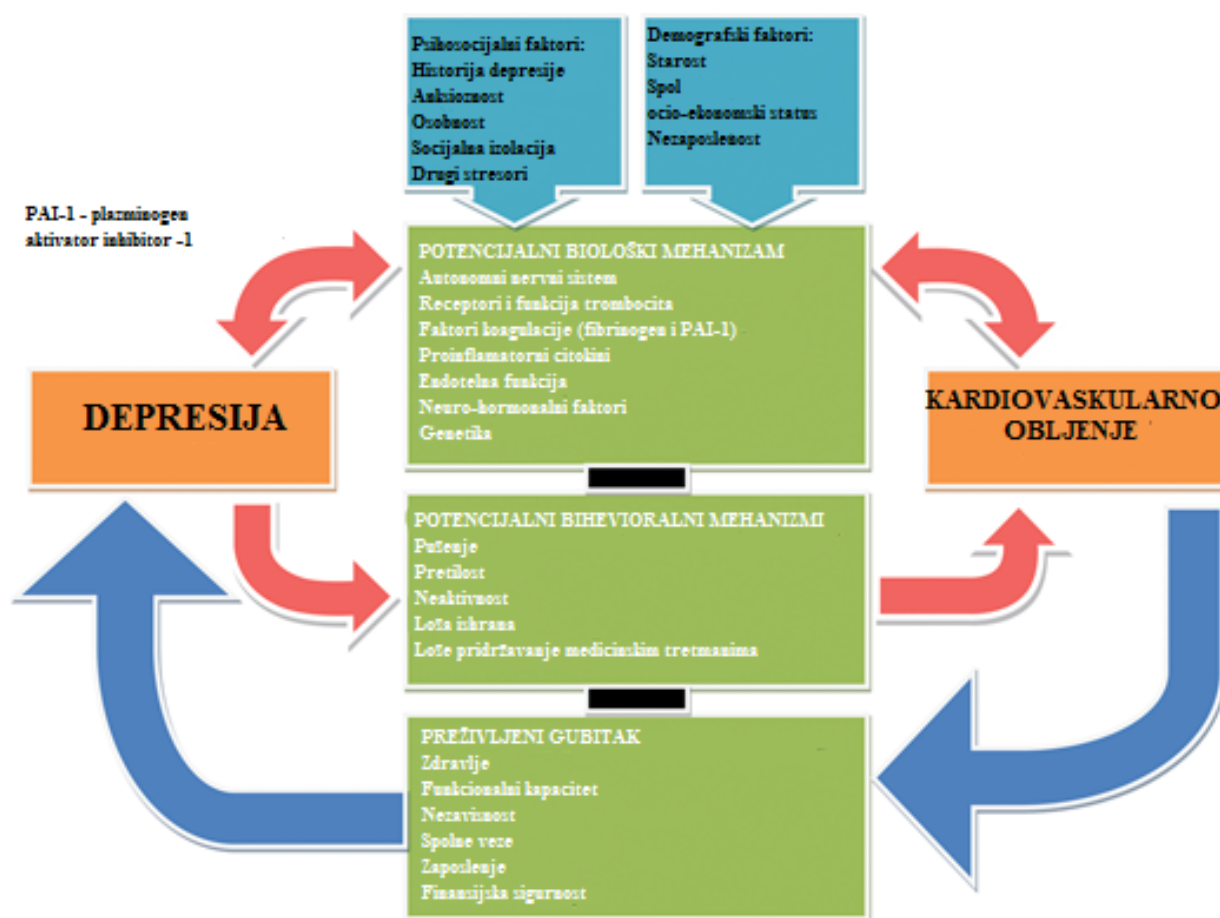 Psihosocijalni faktori:
Historija depresije
Anksioznost
Osobnost
Socijalna izolacija
Drugi stresori
Demografski faktori:
Starost
Spol
ocio-ekonomski status
Nezaposlenost
PAI-1 - plazminogen
aktivator inhibitor -1
POTENCIJALNI BIOLOŠKI MEHANIZAM
Autonomni nervni sistem
Receptori i funkcija trombocita
Faktori koagulacije (fibrinogen i PAI-1)
Proinflamatorni citokini
Endotelna funkcija
Neuro-hormonalni faktori
Genetika
DEPRESIJA
KARDIOVASKULARNO
OBLJENJE
POTENCIJALNI BIHEVIORALNI MEHANIZMI
Pušenje
Pretilost
Neaktivnost
Loša ishrana
Loše pridržavanje medicinskim tretmanima
PREŽIVLJENI GUBITAK
Zdravlje
Funkcionalni kapacitet
Nezavisnost
Spolne veze
Zaposlenje
Finansijska sigurnost